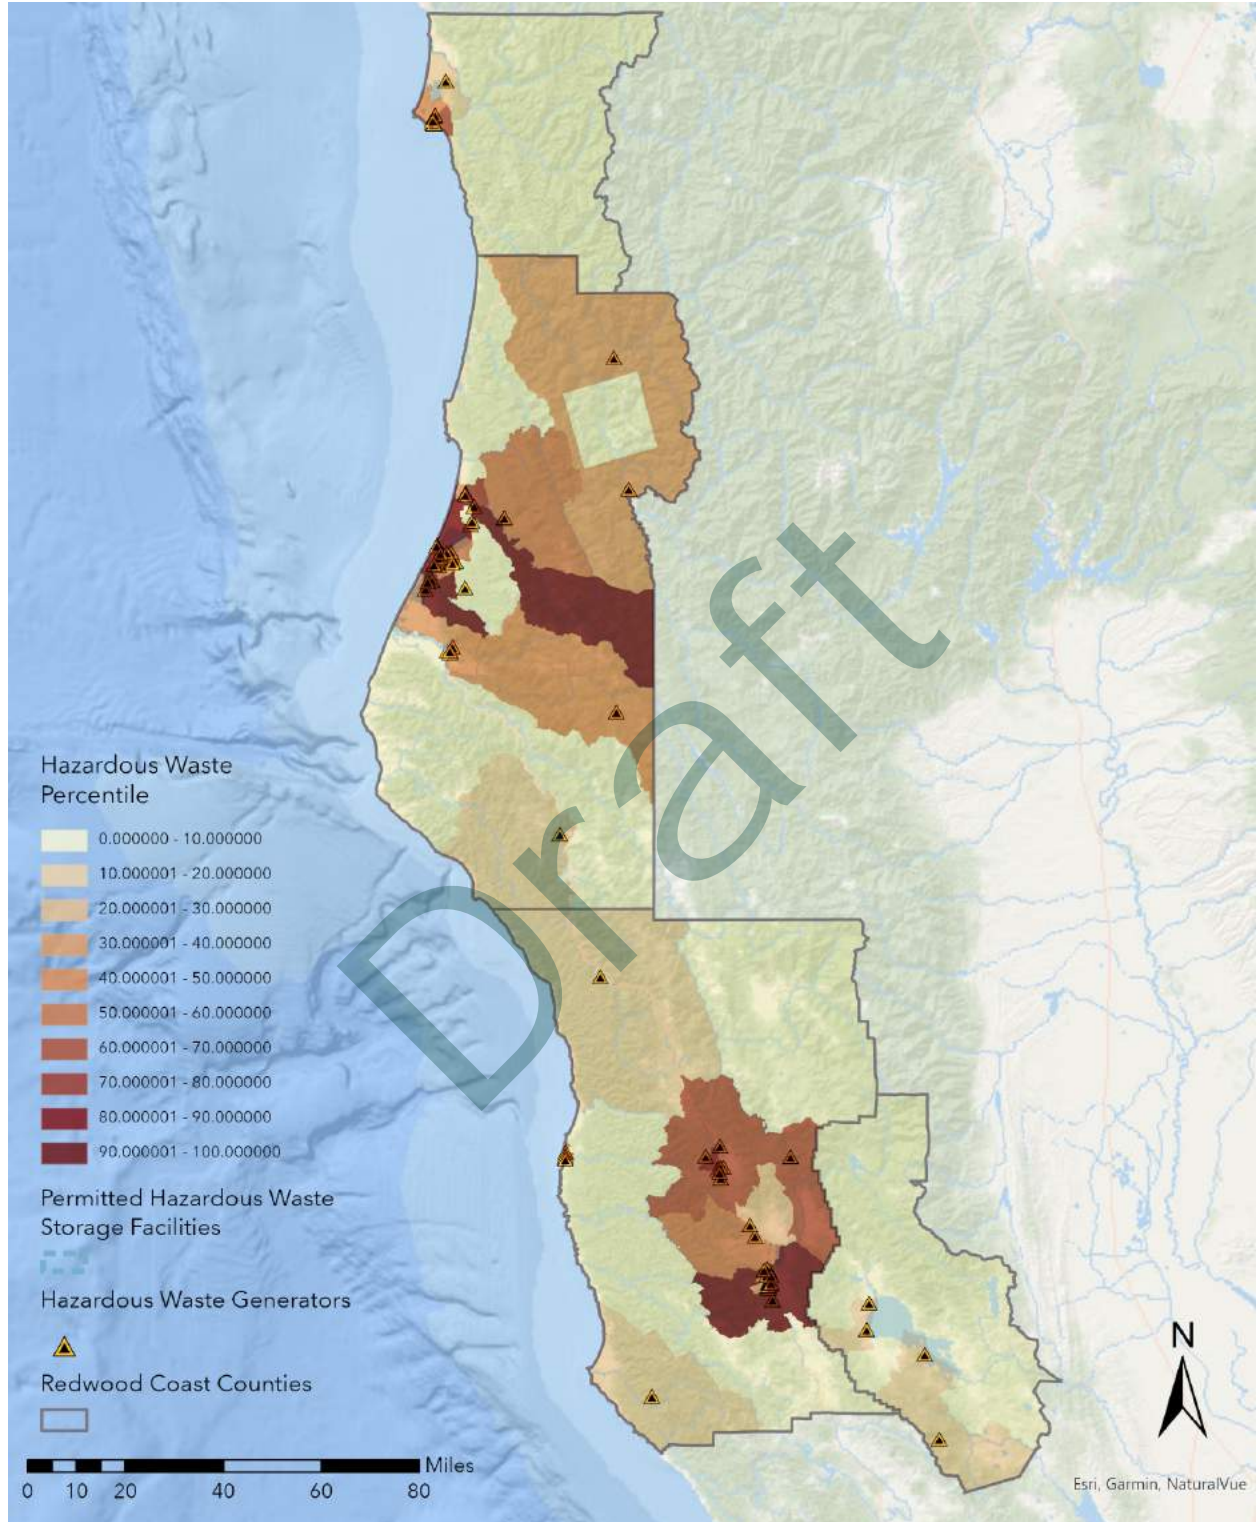 Draft
Hazardous Waste
Percentile
0.000000 - 10.000000
10.000001 - 20.000000
20.000001 - 30.000000
30.000001 - 40.000000
40.000001 - 50.000000
50.000001 - 60.000000
60.000001 - 70.000000
70.000001 - 80.000000
80.000001 - 90.000000
90.000001 - 100.000000
Permitted Hazardous Waste
Storage Facilities
Hazardous Waste Generators
Redwood Coast Counties
Miles
0 10 20 40 60 80
N
Esri, Garmin, NaturalVue